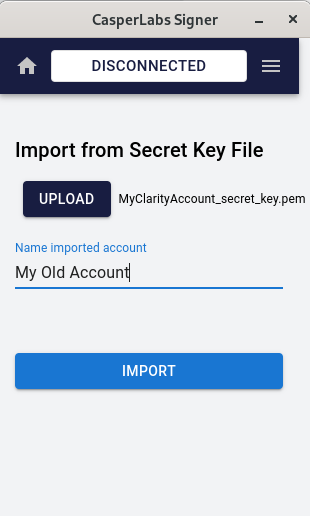 CasperLabs Signer
DISCONNECTED
Import from Secret Key File
UPLOAD MyClarityAccount_secret_key.pem
Name imported account
My Old Account
IMPORT